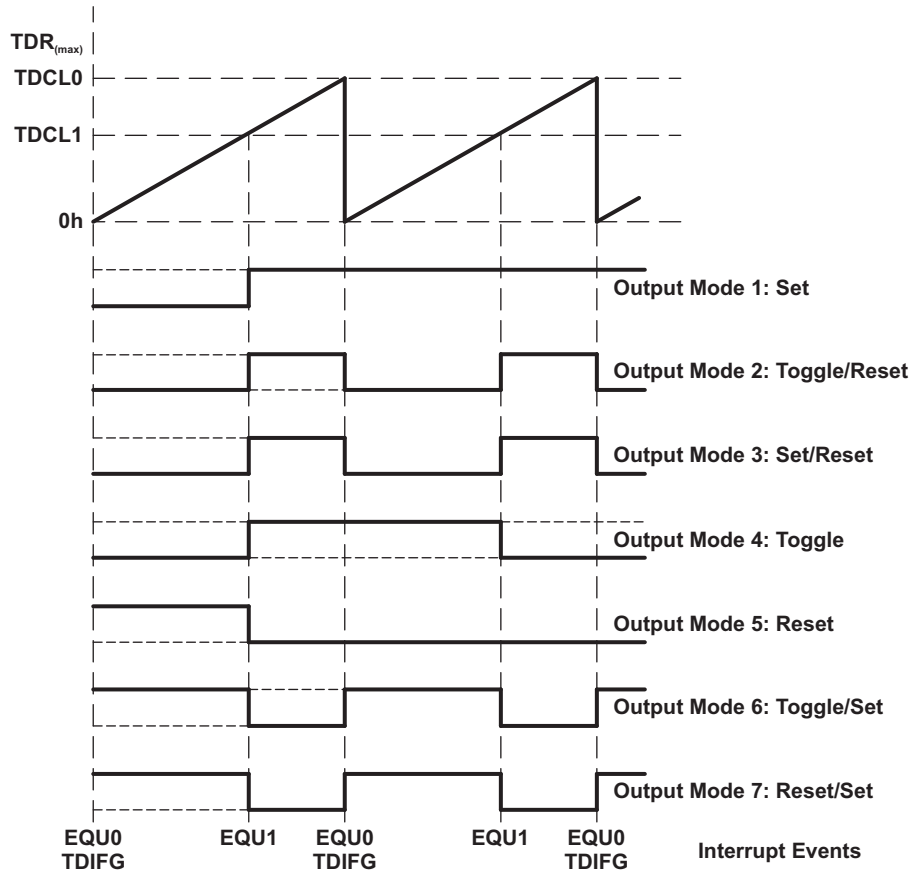 TDR(max)
TDCL0
TDCL1
0h
Output Mode 1: Set
Output Mode 2: Toggle/Reset
Output Mode 3: Set/Reset
Output Mode 4: Toggle
Output Mode 5: Reset
Output Mode 6: Toggle/Set
Output Mode 7: Reset/Set
EQU0 EQU1 EQU0 EQU1 EQU0
TDIFG TDIFG TDIFG
Interrupt Events